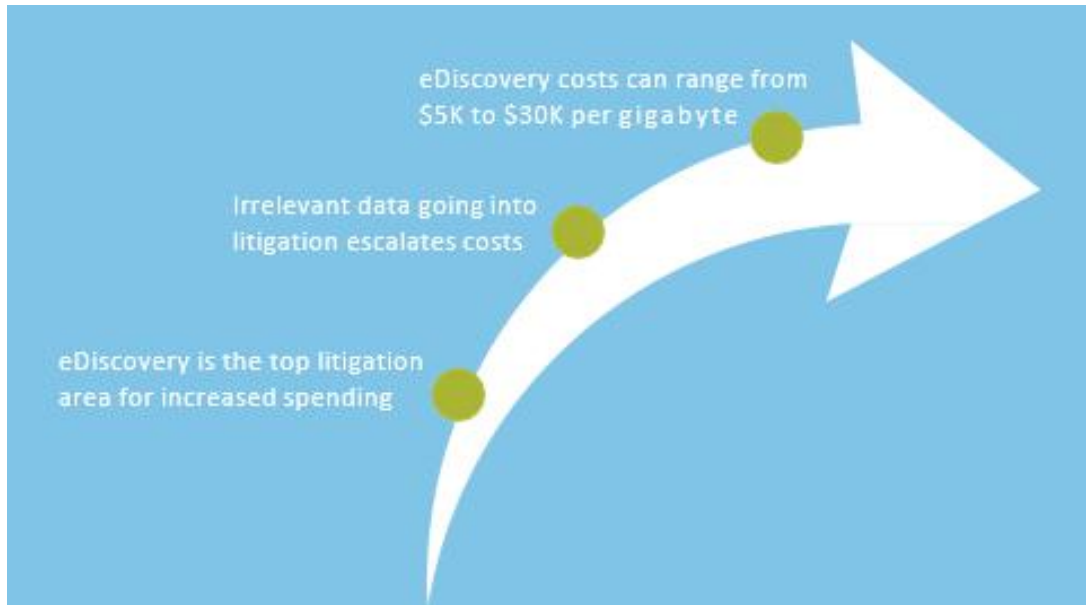 eDiscovery costs can range from
$5K to $30K per gigabyte
Irrelevant data going into
litigation escalates costs
eDiscovery is the top litigation
area for increased spending